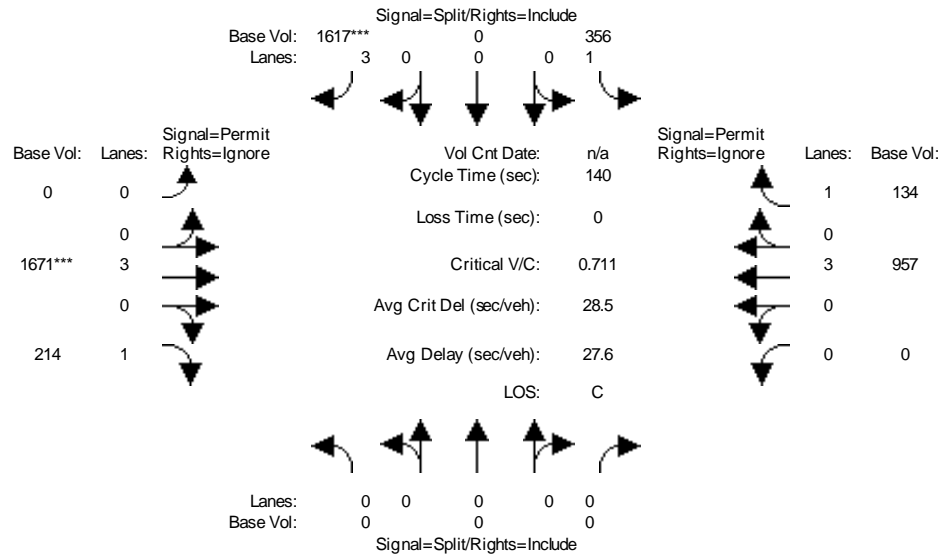 Signal=Split/Rights=Include
Base Vol: 1617*** 0 356
Lanes: 3 0 0 0 1
Signal=Permit Signal=Permit
Base Vol: Lanes: Rights=Ignore Vol Cnt Date: n/a Rights=Ignore Lanes: Base Vol:
Cycle Time (sec): 140
0 0 1 134
Loss Time (sec): 0
0 0
1671*** 3 Critical V/C: 0.711 3 957
0 Avg Crit Del (sec/veh): 28.5 0
214 1 Avg Delay (sec/veh): 27.6 0 0
LOS: C
Lanes: 0 0 0 0 0
Base Vol: 0 0 0
Signal=Split/Rights=Include